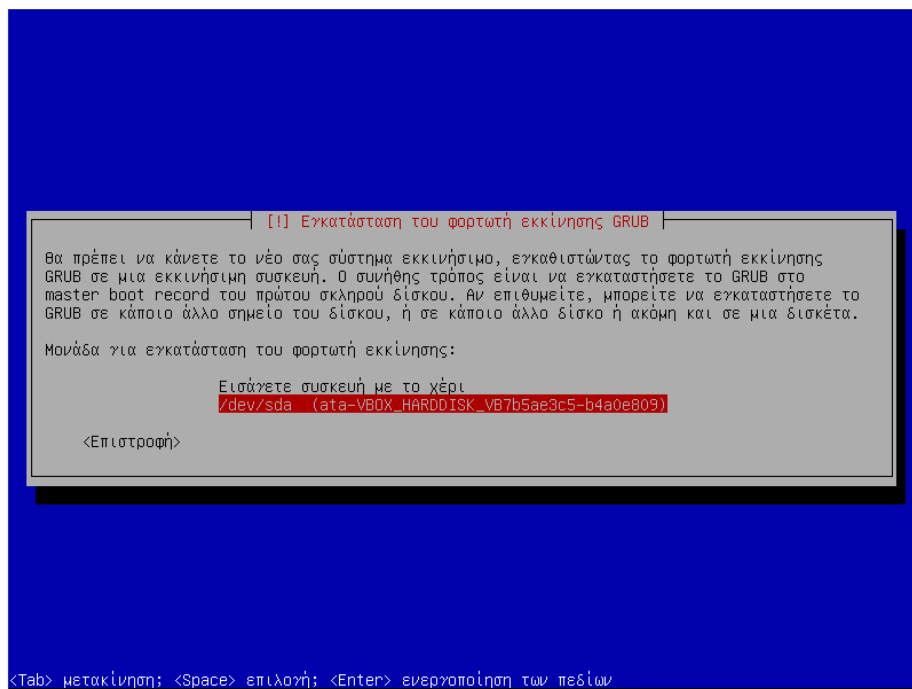 [!] Εγκατάσταση του φορτωτή εκκίνησης GRUB
Θα πρέπει να κάνετε το νέο σας σύστημα εκκινήσιμο, εγκαθιστώντας το φορτωτή εκκίνησης
GRUB σε μια εκκινήσιμη συσκευή. Ο συνήθης τρόπος είναι να εγκαταστήσετε το GRUB στο
master boot record του πρώτου σκληρού δίσκου. Αν επιθυμείτε, μπορείτε να εγκαταστήσετε το
GRUB σε κάποιο άλλο σημείο του δίσκου, ή σε κάποιο άλλο δίσκο ή ακόμη και σε μια δισκέτα.
Μονάδα για εγκατάσταση του φορτωτή εκκίνησης:
Εισάγετε συσκευή με το χέρι
/dev/sda (ata-VBOX_HARDDISK_VB7b5ae3c5-b4a0e809)
<Επιστροφή>
<Tab> μετακίνηση; <Space> επιλογή; <Enter> ενεργοποίηση των πεδίων